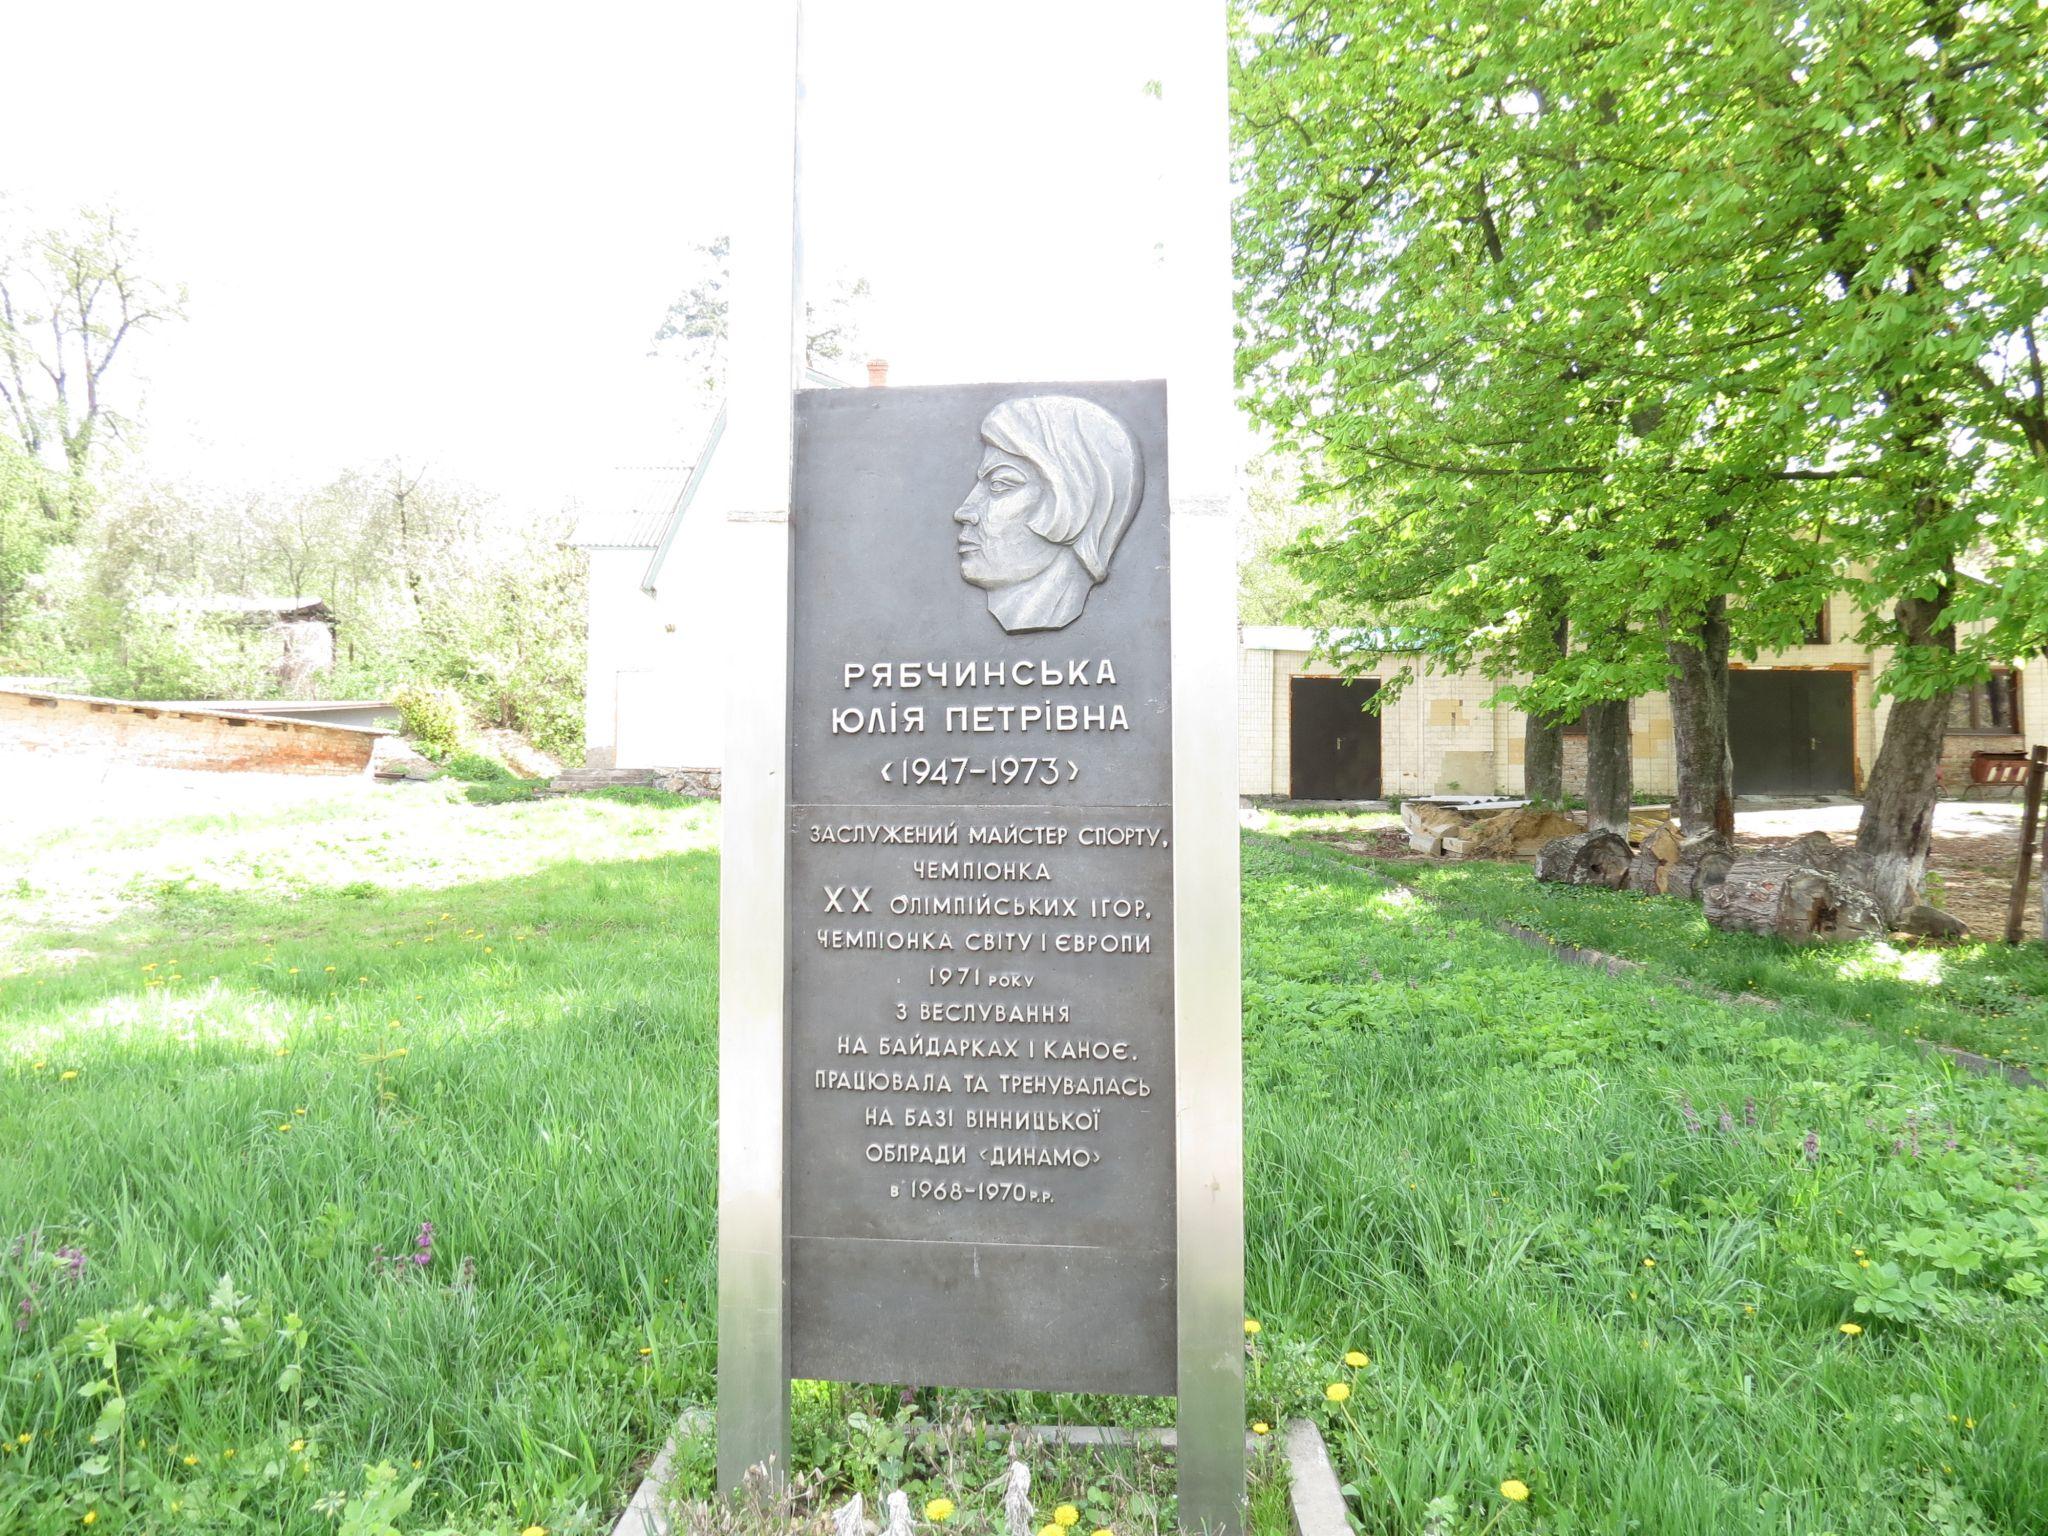 РЯБЧИНСЬКА
ЮЛІЯ ПЕТРІВНА
‹1947-1973›
ЗАСЛУЖЕНИЙ МАЙСТЕР СПОРТУ,
ЧЕМПІОНКА
XX ОЛІМПІЙСЬКИХ ІГОР,
ЧЕМПІОНКА СВІТУ І ЄВРОПИ
1971 РОКУ
З ВЕСЛУВАННЯ
НА БАЙДАРКАХ І КАНОЄ.
ПРАЦЮВАЛА ТА ТРЕНУВАЛАСЬ
НА БАЗІ ВІННИЦЬКОЇ
ОБЛРАДИ ‹ДИНАМО›
в 1968-1970 р.р.